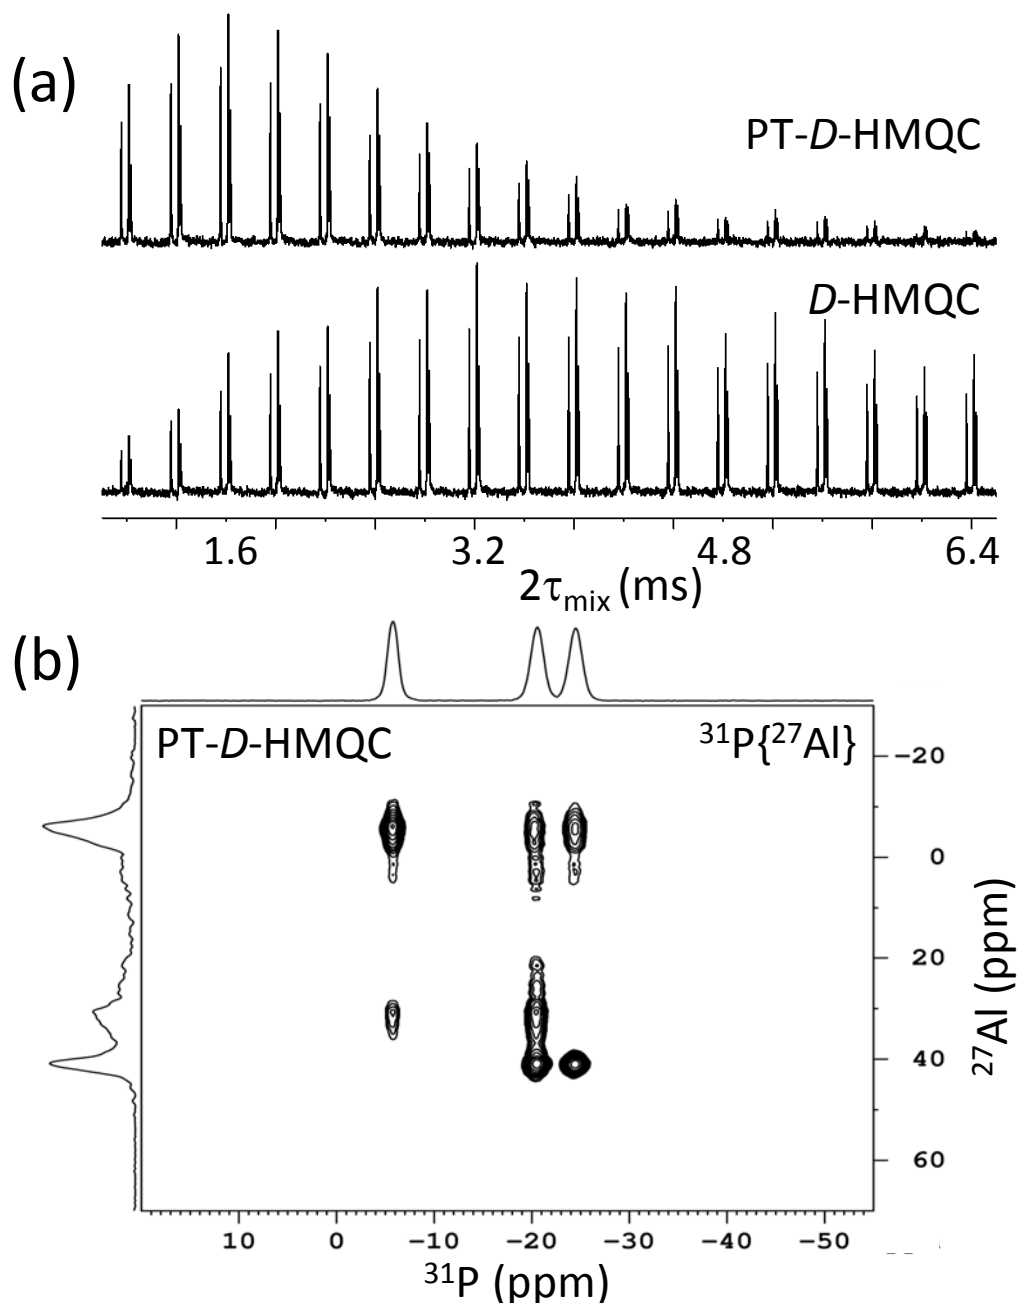 (a)
PT-D-HMQC
D-HMQC
1.6 3.2 4.8 6.4
2τmix (ms)
(b)
PT-D-HMQC
³¹P{²⁷Al}
-20
0
20
40
60
²⁷Al (ppm)
10 0 -10 -20 -30 -40 -50
³¹P (ppm)